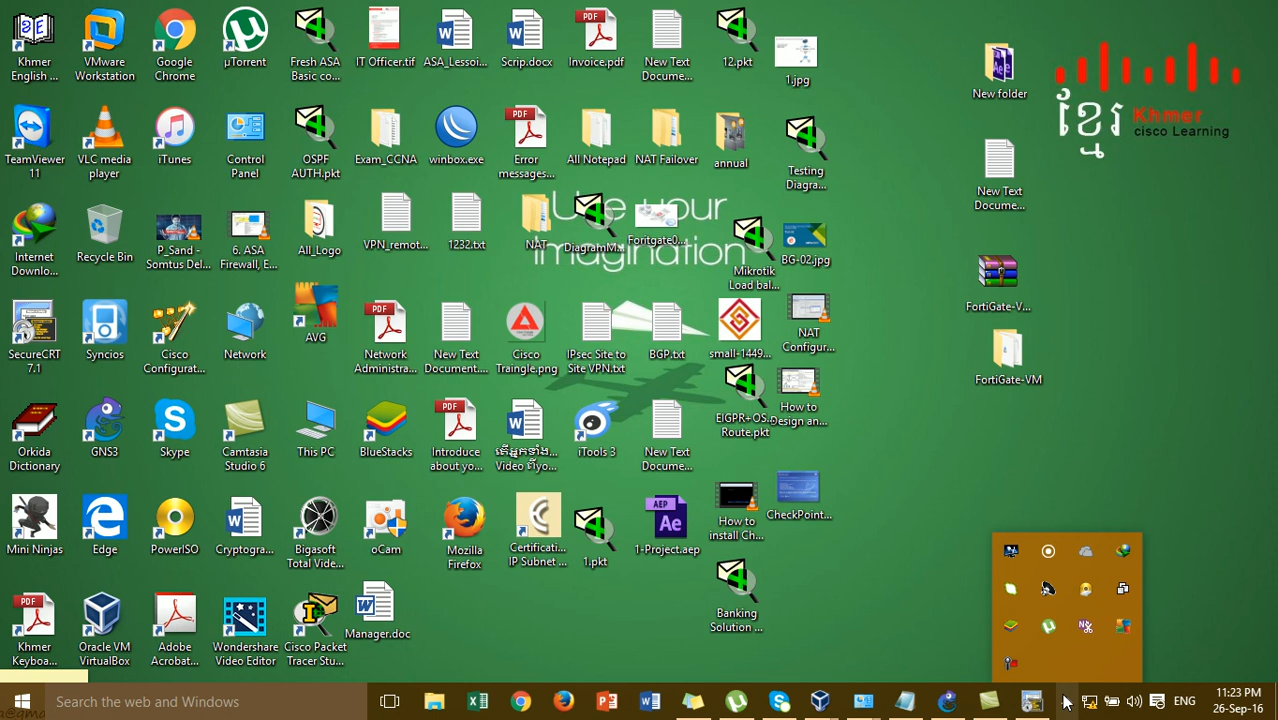 Khmer
English ...
VMware
Workstation
Google
Chrome
µTorrent
Fresh ASA
Basic co...
IT Officer.tif
ASA_Lessoi...
Scrip.docx
Invoice.pdf
New Text
Docume...
12.pkt
1.jpg
New folder
ខ្មែរ
Khmer
cisco Learning
TeamViewer
11
VLC media
player
iTunes
Control
Panel
OSPF
AUTH.pkt
Exam_CCNA
winbox.exe
Error
messages...
All Notepad
NAT Failover
annual
Testing
Diagra...
New Text
Docume...
Use your
imagination
Internet
Downlo...
Recycle Bin
P_Sand -
Somtus Del...
6. ASA
Firewall, E...
All_Logo
VPN_remot...
1232.txt
NAT
DiagramM...
Foritgate0...
Mikrotik
Load bal...
BG-02.jpg
FortiGate-V...
SecureCRT
7.1
Synctos
Cisco
Configurat...
Network
AVG
Network
Administra...
New Text
Document....
Cisco
Traingle.png
IPsec Site to
Site VPN.txt
BGP.txt
small-1449...
NAT
Configur...
FortiGate-VM
Orkida
Dictionary
GNS3
Skype
Camtasia
Studio 6
This PC
BlueStacks
Introduce
about yo...
iTools 3
New Text
Docume...
EIGPR+OS...
Route.pkt
How to
Design an...
Mini Ninjas
Edge
PowerISO
Cryptogra...
Bigasoft
Total Vide...
oCam
Mozilla
Firefox
Certificati...
IP Subnet ...
1.pkt
AEP
Ae
1-Project.aep
How to
install Ch...
CheckPoint...
Khmer
Keyboa...
Oracle VM
VirtualBox
Adobe
Acrobat...
Wondershare
Video Editor
Cisco Packet
Tracer Stu...
Manager.doc
Banking
Solution ...
Search the web and Windows
ENG
11:23 PM
26-Sep-16